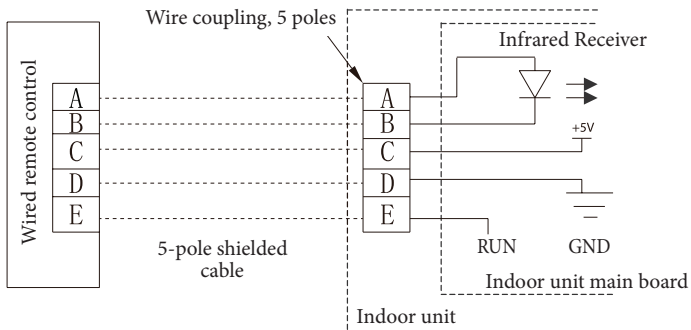 Wire coupling, 5 poles
Infrared Receiver
Wired remote control
A
B
C
D
E
A
B
C
D
E
+5V
5-pole shielded
cable
RUN
GND
Indoor unit main board
Indoor unit